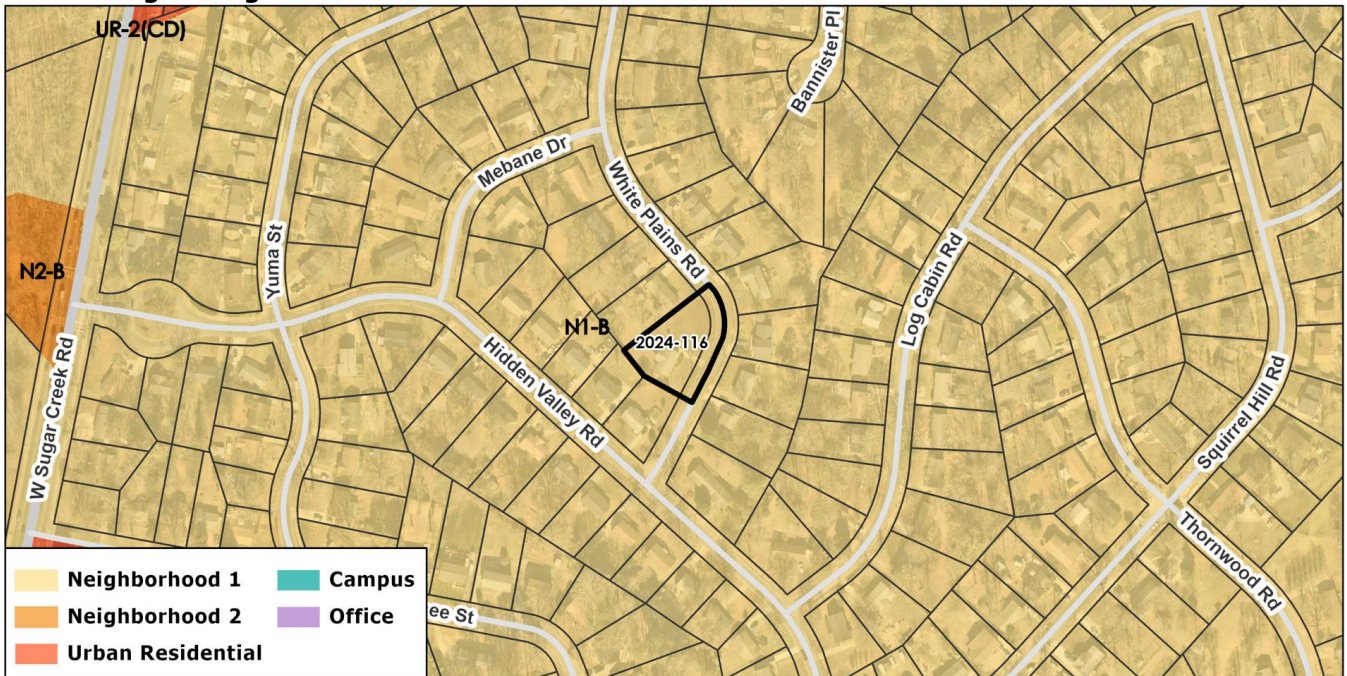 UR-2(CD)
Bannister Pl
Mebane Dr
White Plains Rd
N2-B
Yuma St
Log Cabin Rd
N1-B
2024-116
Hidden Valley Rd
W Sugar Creek Rd
Squirrel Hill Rd
Thornwood Rd
Neighborhood 1
Campus
Neighborhood 2
Office
Urban Residential
ee St